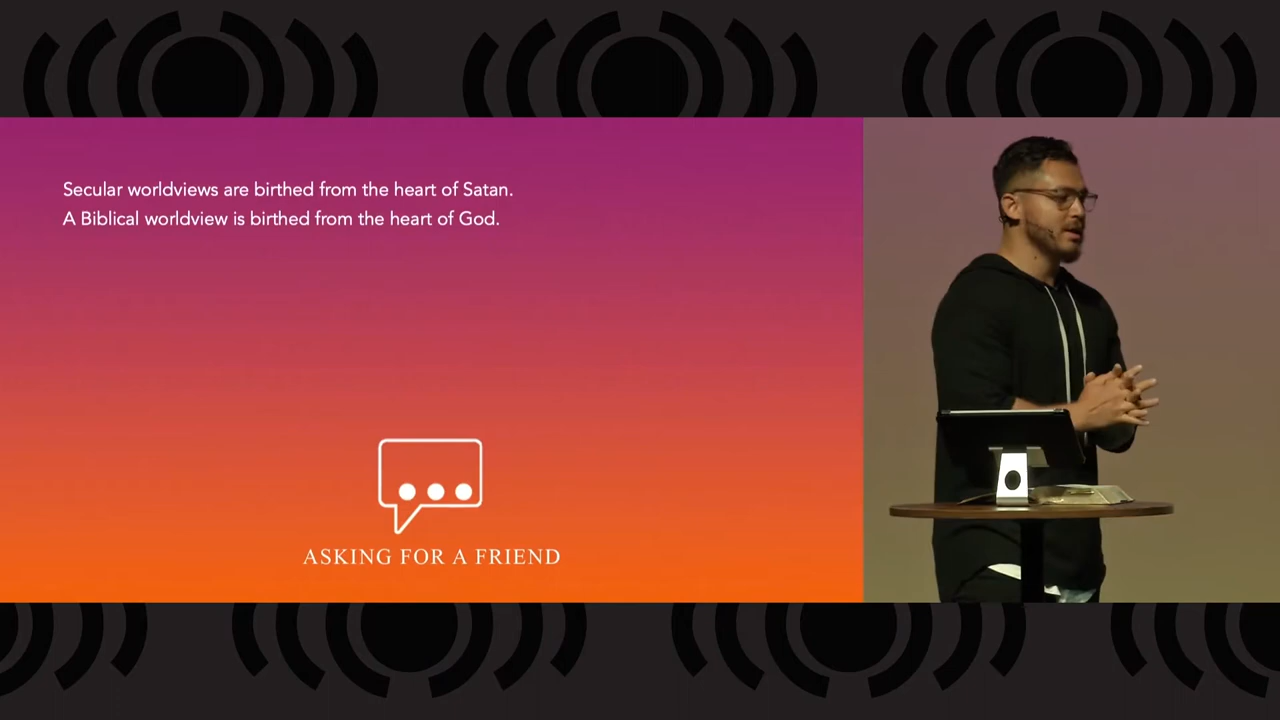 Secular worldviews are birthed from the heart of Satan.
A Biblical worldview is birthed from the heart of God.
ASKING FOR A FRIEND